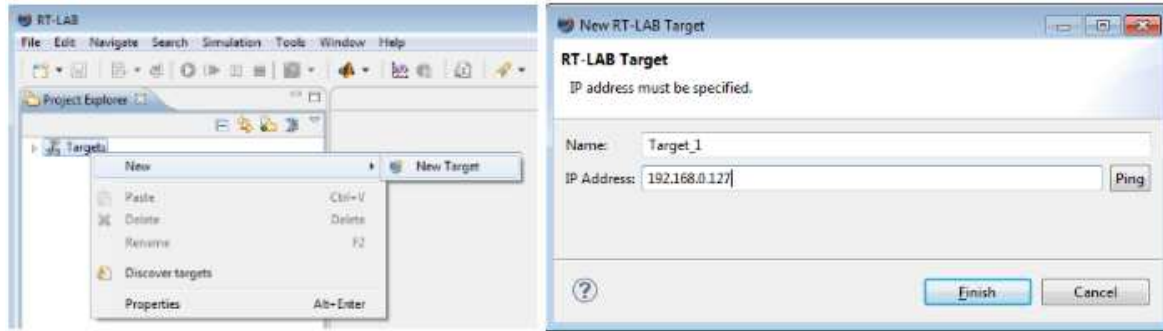 RT-LAB
File Edit Navigate Search Simulation Tools Window Help
Project Explorer
Targets
New
New Target
Paste Ctrl+V
Delete Delete
Rename F2
Discover targets
Properties Alt+Enter
New RT-LAB Target
RT-LAB Target
IP address must be specified.
Name: Target_1
IP Address: 192.168.0.127 Ping
Finish Cancel